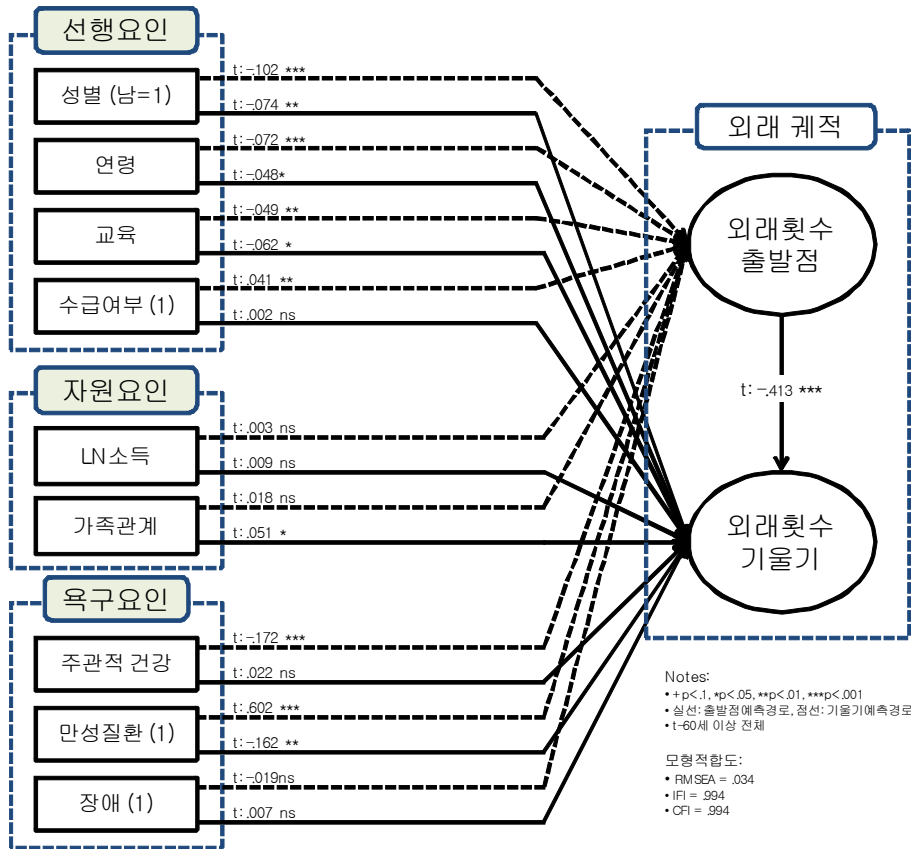 선행요인
성별 (남=1)
t:-.102 ***
t:-.074 **
연령
t:-.072 ***
t:-.048*
교육
t:-.049 **
t:-.062 *
수급여부 (1)
t:.041 **
t:.002 ns
자원요인
LN소득
t:.003 ns
t:.009 ns
가족관계
t:.018 ns
t:.051 *
욕구요인
주관적 건강
t:-.172 ***
t:.022 ns
만성질환 (1)
t:.602 ***
t:-.162 **
장애 (1)
t:-.019ns
t:.007 ns
외래 궤적
외래횟수
출발점
t:-.413 ***
외래횟수
기울기
Notes:
• +p<.1, *p<.05, **p<.01, ***p<.001
• 실선: 출발점예측경로, 점선: 기울기예측경로
• t-60세 이상 전체
모형적합도:
• RMSEA = .034
• IFI = .994
• CFI = .994